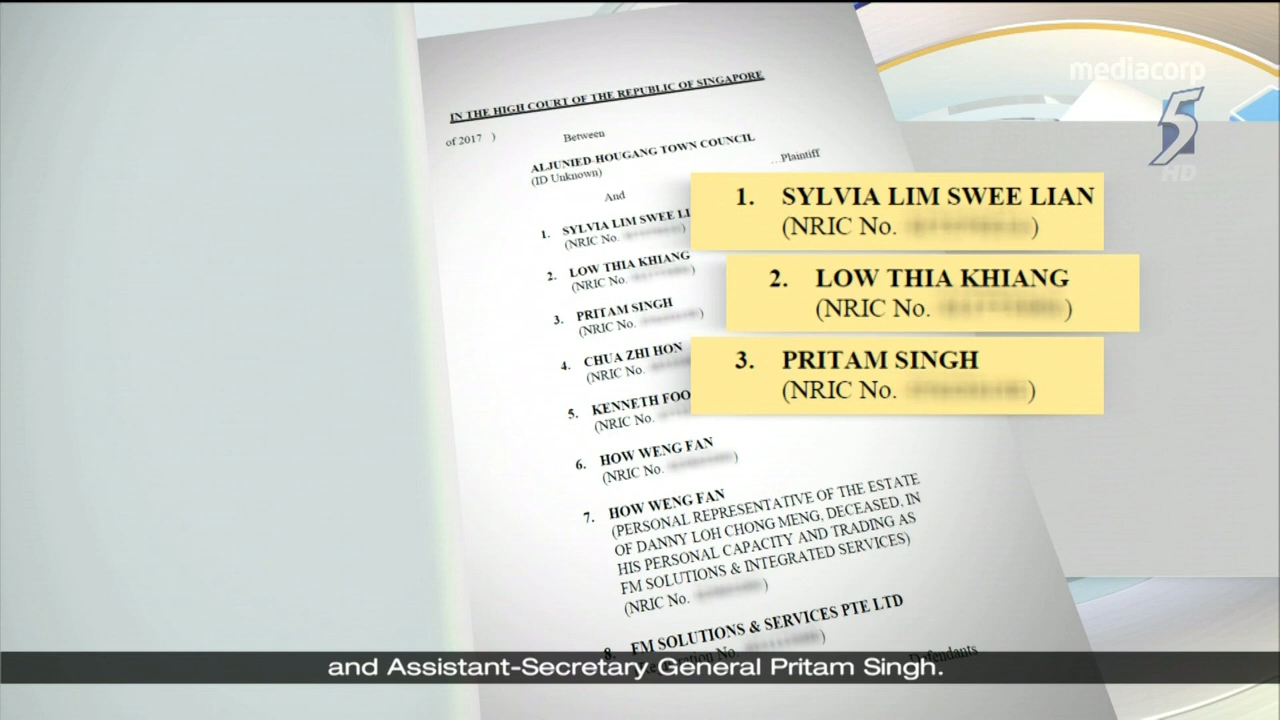 IN THE HIGH COURT OF THE REPUBLIC OF SINGAPORE
of 2017 )
Between
ALJUNIED-HOUGANG TOWN COUNCIL
(ID Unknown)
...Plaintiff
And
1. SYLVIA LIM SWEE LI
(NRIC No. )
2. LOW THIA KHIANG
(NRIC No. )
3. PRITAM SINGH
(NRIC No. )
4. CHUA ZHI HON
(NRIC No.
5. KENNETH FOO
(NRIC No.
6. HOW WENG FAN
(NRIC No. )
7. HOW WENG FAN
(PERSONAL REPRESENTATIVE OF THE ESTATE
OF DANNY LOH CHONG MENG, DECEASED, IN
HIS PERSONAL CAPACITY AND TRADING AS
FM SOLUTIONS & INTEGRATED SERVICES)
(NRIC No. )
8. FM SOLUTIONS & SERVICES PTE LTD
No. )
Defendants
1. SYLVIA LIM SWEE LIAN
(NRIC No. )
2. LOW THIA KHIANG
(NRIC No. )
3. PRITAM SINGH
(NRIC No. )
mediacorp
5
HD
and Assistant-Secretary General Pritam Singh.